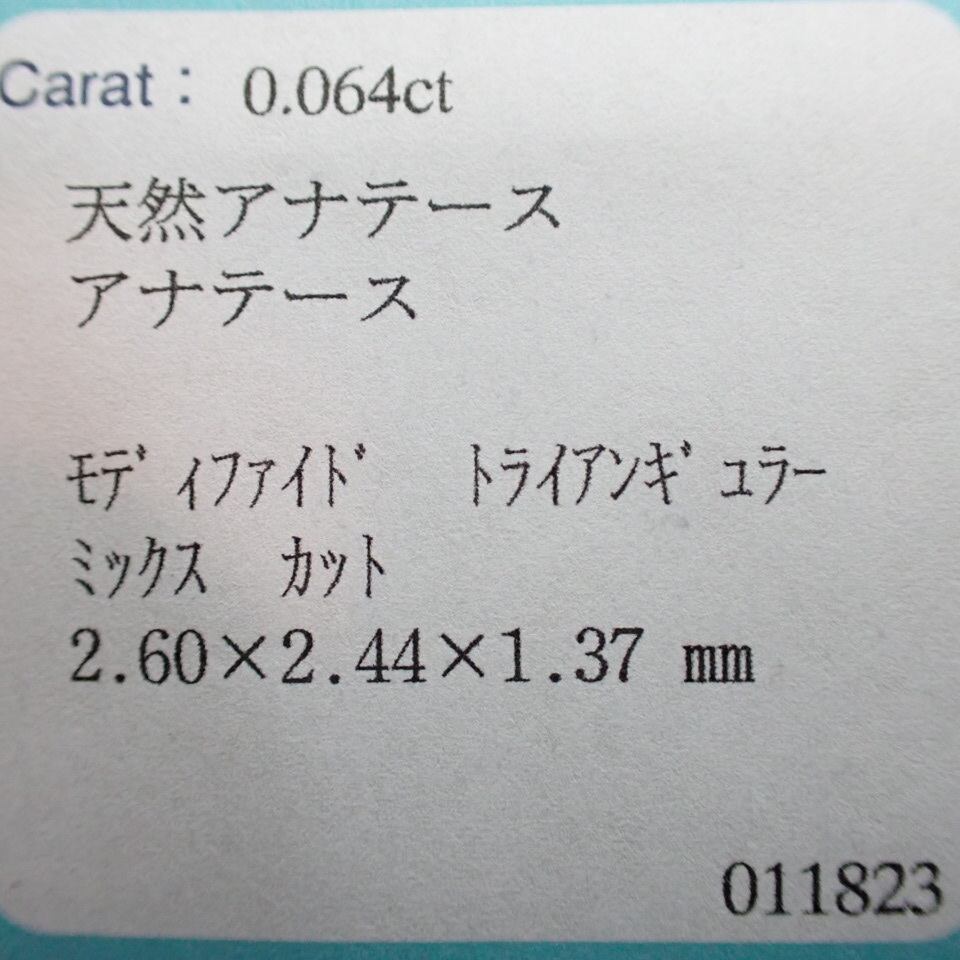 Carat： 0.064ct
天然アナテース
アナテース
ﾓﾃﾞｨﾌｧｲﾄﾞ ﾄﾗｲｱﾝｷﾞｭﾗｰ
ﾐｯｸｽ ｶｯﾄ
2.60×2.44×1.37 mm
011823